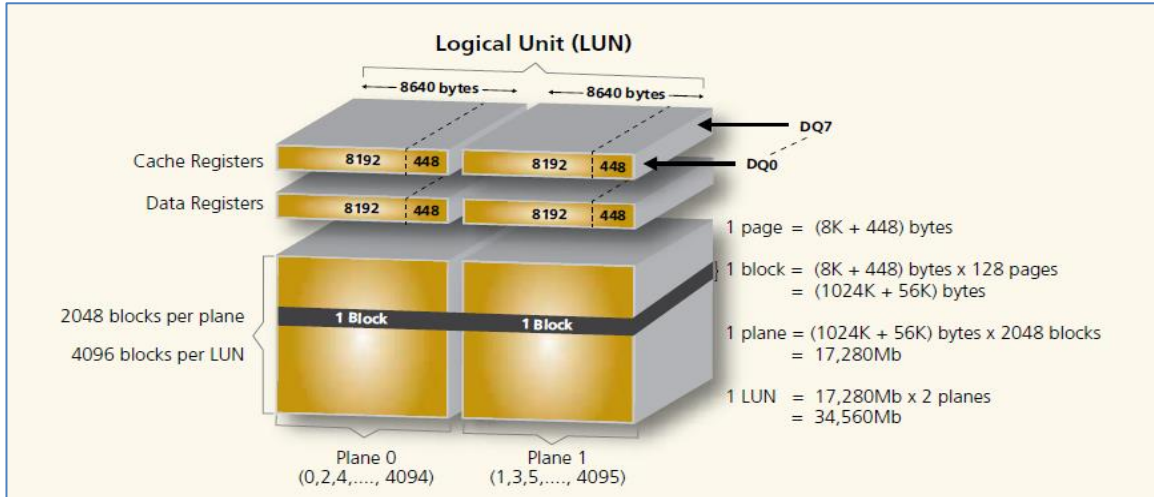 Logical Unit (LUN)
8640 bytes
8640 bytes
DQ7
DQ0
Cache Registers
8192
448
8192
448
Data Registers
8192
448
8192
448
1 page = (8K + 448) bytes
1 block = (8K + 448) bytes x 128 pages
= (1024K + 56K) bytes
2048 blocks per plane
4096 blocks per LUN
1 Block
1 Block
1 plane = (1024K + 56K) bytes x 2048 blocks
= 17,280Mb
1 LUN = 17,280Mb x 2 planes
= 34,560Mb
Plane 0
(0,2,4,...., 4094)
Plane 1
(1,3,5,...., 4095)